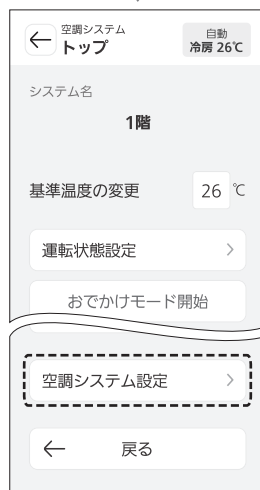 空調システム
トップ
自動
冷房 26℃
システム名
1階
基準温度の変更
26 ℃
運転状態設定
おでかけモード開始
空調システム設定
戻る